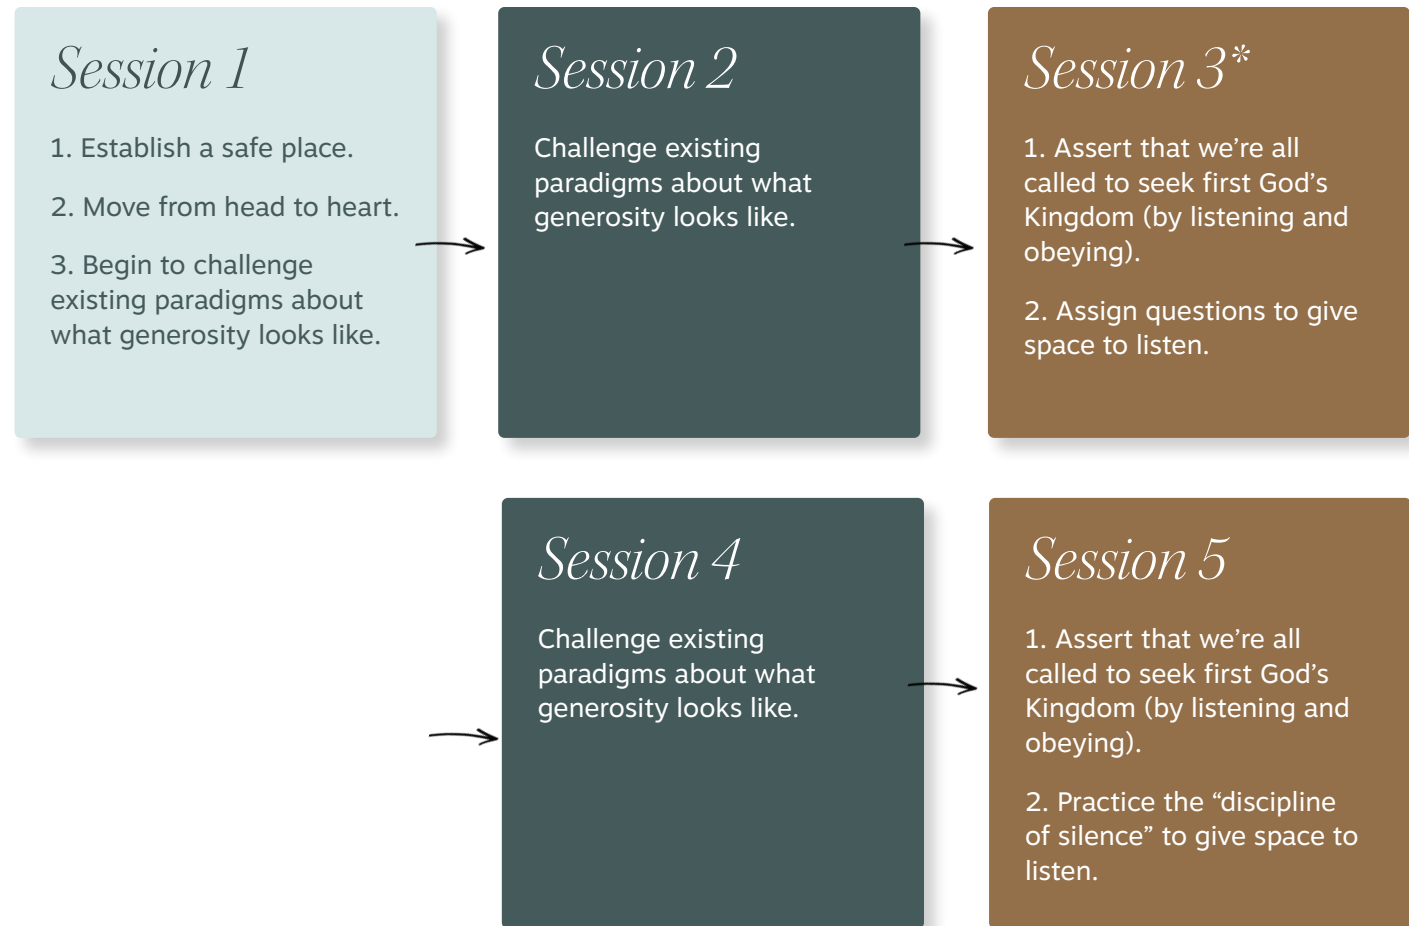 Session 1
1. Establish a safe place.
2. Move from head to heart.
3. Begin to challenge
existing paradigms about
what generosity looks like.
Session 2
Challenge existing
paradigms about what
generosity looks like.
Session 3*
1. Assert that we’re all
called to seek first God’s
Kingdom (by listening and
obeying).
2. Assign questions to give
space to listen.
Session 4
Challenge existing
paradigms about what
generosity looks like.
Session 5
1. Assert that we’re all
called to seek first God’s
Kingdom (by listening and
obeying).
2. Practice the “discipline
of silence” to give space to
listen.